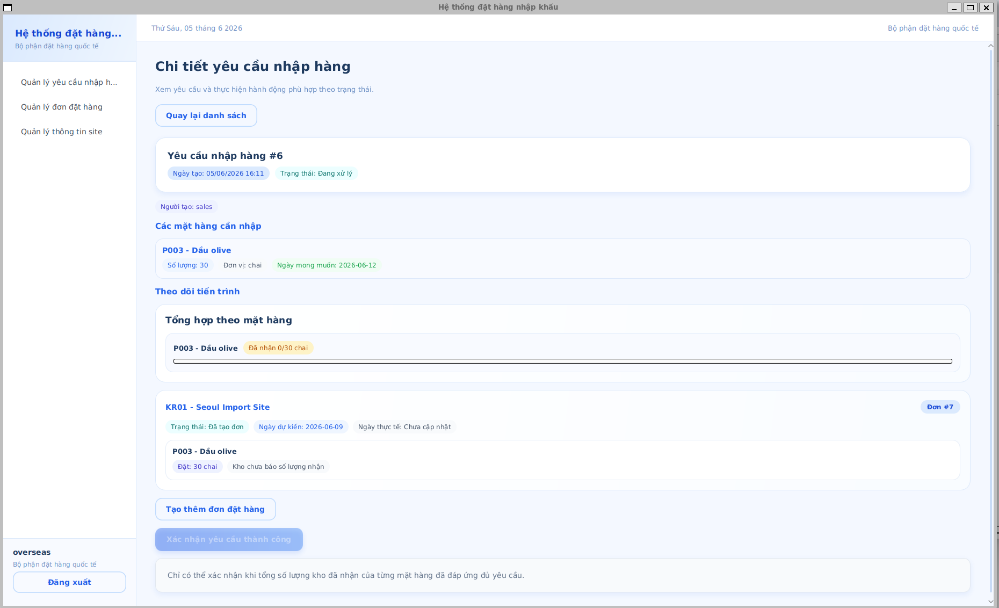 Hệ thống đặt hàng nhập khẩu
Hệ thống đặt hàng...
Bộ phận đặt hàng quốc tế
Quản lý yêu cầu nhập h...
Quản lý đơn đặt hàng
Quản lý thông tin site
overseas
Bộ phận đặt hàng quốc tế
Đăng xuất
Thứ Sáu, 05 tháng 6 2026
Bộ phận đặt hàng quốc tế
Chi tiết yêu cầu nhập hàng
Xem yêu cầu và thực hiện hành động phù hợp theo trạng thái.
Quay lại danh sách
Yêu cầu nhập hàng #6
Ngày tạo: 05/06/2026 16:11
Trạng thái: Đang xử lý
Người tạo: sales
Các mặt hàng cần nhập
P003 - Dầu olive
Số lượng: 30
Đơn vị: chai
Ngày mong muốn: 2026-06-12
Theo dõi tiến trình
Tổng hợp theo mặt hàng
P003 - Dầu olive
Đã nhận 0/30 chai
KR01 - Seoul Import Site
Đơn #7
Trạng thái: Đã tạo đơn
Ngày dự kiến: 2026-06-09
Ngày thực tế: Chưa cập nhật
P003 - Dầu olive
Đặt: 30 chai
Kho chưa báo số lượng nhận
Tạo thêm đơn đặt hàng
Xác nhận yêu cầu thành công
Chỉ có thể xác nhận khi tổng số lượng kho đã nhận của từng mặt hàng đã đáp ứng đủ yêu cầu.